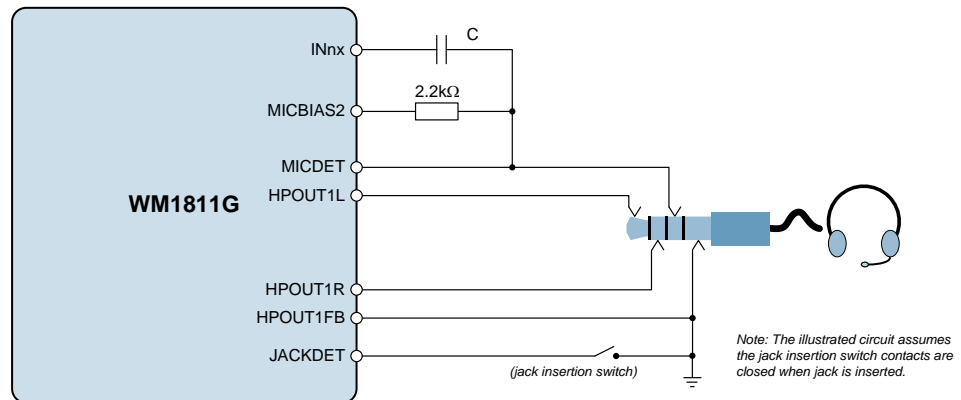 INnx
C
2.2kΩ
MICBIAS2
MICDET
HPOUT1L
WM1811G
HPOUT1R
HPOUT1FB
JACKDET
(jack insertion switch)
Note: The illustrated circuit assumes
the jack insertion switch contacts are
closed when jack is inserted.